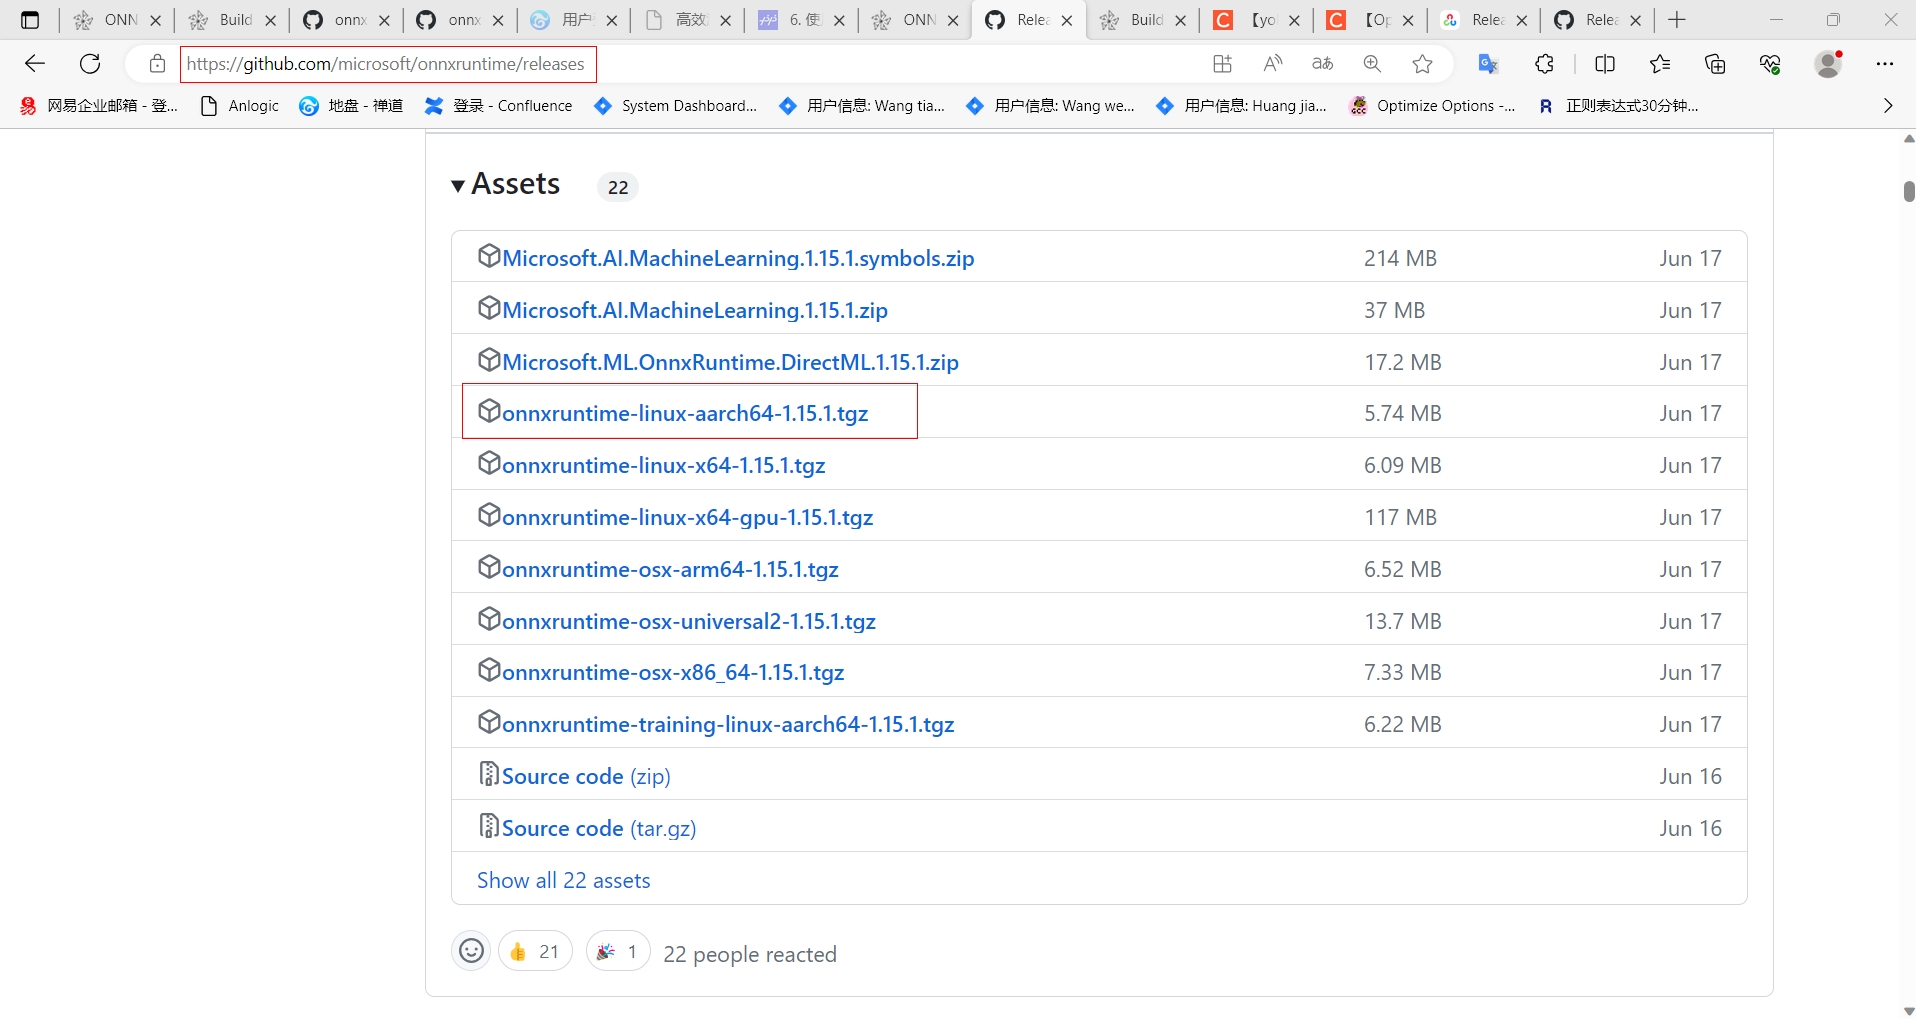 ONN
Build
onnx
onnx
用户
高效
6. 使
ONN
Relea
Build
【yo
【Op
Relea
Relea
https://github.com/microsoft/onnxruntime/releases
网易企业邮箱 - 登...
Anlogic
地盘 - 禅道
登录 - Confluence
System Dashboard...
用户信息: Wang tia...
用户信息: Wang we...
用户信息: Huang jia...
Optimize Options -...
正则表达式30分钟...
Assets 22
Microsoft.AI.MachineLearning.1.15.1.symbols.zip 214 MB Jun 17
Microsoft.AI.MachineLearning.1.15.1.zip 37 MB Jun 17
Microsoft.ML.OnnxRuntime.DirectML.1.15.1.zip 17.2 MB Jun 17
onnxruntime-linux-aarch64-1.15.1.tgz 5.74 MB Jun 17
onnxruntime-linux-x64-1.15.1.tgz 6.09 MB Jun 17
onnxruntime-linux-x64-gpu-1.15.1.tgz 117 MB Jun 17
onnxruntime-osx-arm64-1.15.1.tgz 6.52 MB Jun 17
onnxruntime-osx-universal2-1.15.1.tgz 13.7 MB Jun 17
onnxruntime-osx-x86_64-1.15.1.tgz 7.33 MB Jun 17
onnxruntime-training-linux-aarch64-1.15.1.tgz 6.22 MB Jun 17
Source code (zip) Jun 16
Source code (tar.gz) Jun 16
Show all 22 assets
21 1 22 people reacted